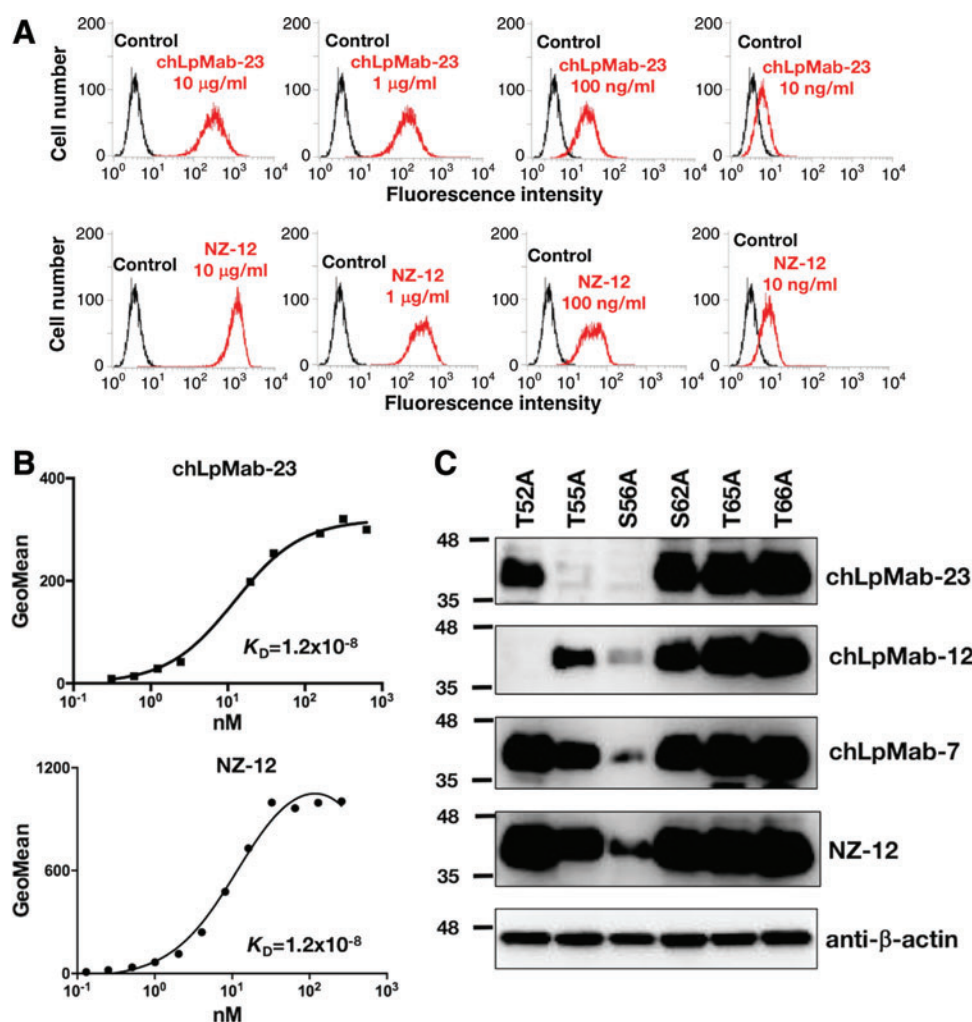 A
200
100
0
Cell number
Control
chLpMab-23
10 μg/ml
10⁰ 10¹ 10² 10³ 10⁴
200
100
0
Control
chLpMab-23
1 μg/ml
10⁰ 10¹ 10² 10³ 10⁴
200
100
0
Control
chLpMab-23
100 ng/ml
10⁰ 10¹ 10² 10³ 10⁴
200
100
0
Control
chLpMab-23
10 ng/ml
10⁰ 10¹ 10² 10³ 10⁴
Fluorescence intensity
200
100
0
Cell number
Control
NZ-12
10 μg/ml
10⁰ 10¹ 10² 10³ 10⁴
200
100
0
Control
NZ-12
1 μg/ml
10⁰ 10¹ 10² 10³ 10⁴
200
100
0
Control
NZ-12
100 ng/ml
10⁰ 10¹ 10² 10³ 10⁴
200
100
0
Control
NZ-12
10 ng/ml
10⁰ 10¹ 10² 10³ 10⁴
Fluorescence intensity
B
chLpMab-23
400
200
0
GeoMean
K_D=1.2x10⁻⁸
10⁻¹ 10⁰ 10¹ 10² 10³
nM
NZ-12
1200
600
0
GeoMean
K_D=1.2x10⁻⁸
10⁻¹ 10⁰ 10¹ 10² 10³
nM
C
T52A T55A S56A S62A T65A T66A
48
35
chLpMab-23
48
35
chLpMab-12
48
35
chLpMab-7
48
35
NZ-12
48
anti-β-actin